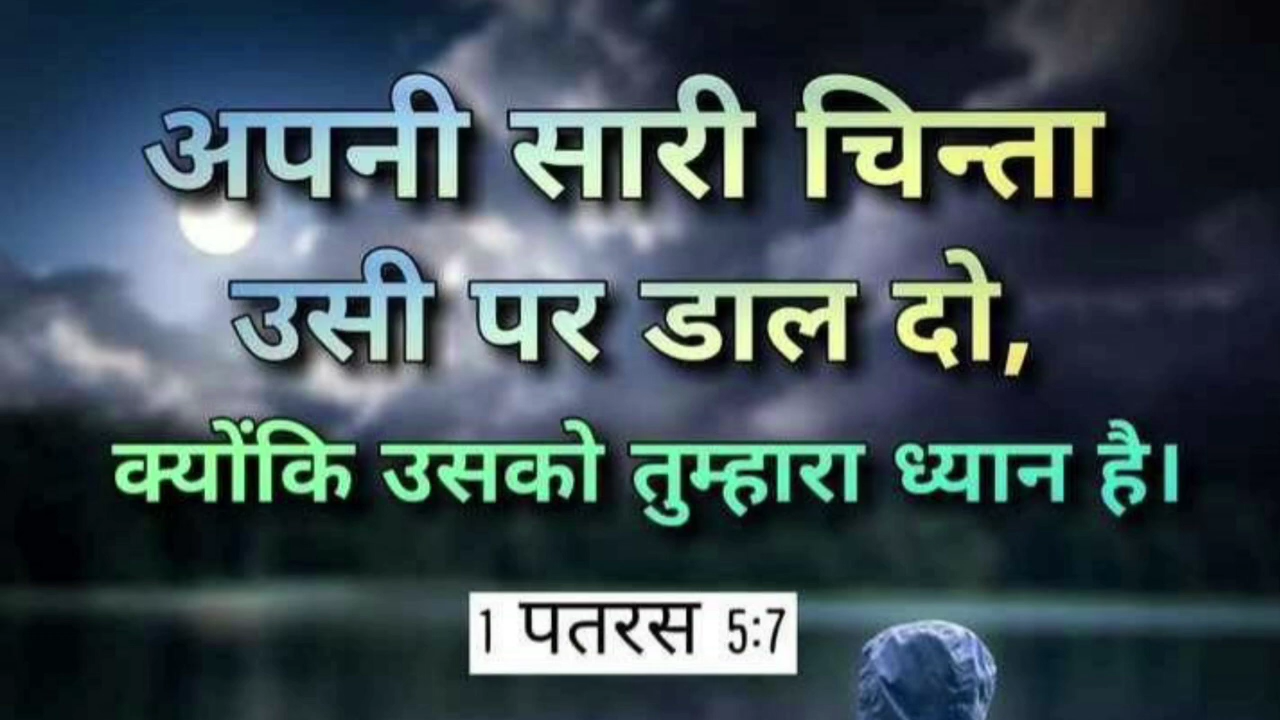 अपनी सारी चिन्ता
उसी पर डाल दो,
क्योंकि उसको तुम्हारा ध्यान है।
1 पतरस 5:7